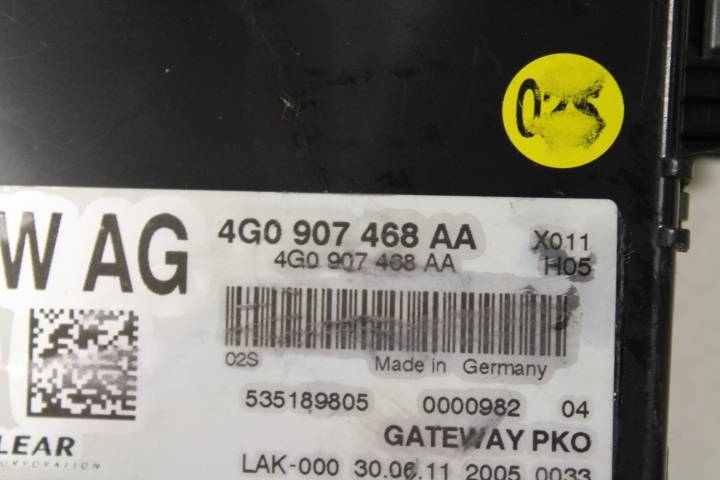 W AG
4G0 907 468 AA X011
4G0 907 468 AA H05
02S Made in Germany
535189805 0000982 04
GATEWAY PKO
LEAR
CORPORATION
LAK-000 30.06.11 2005 0033